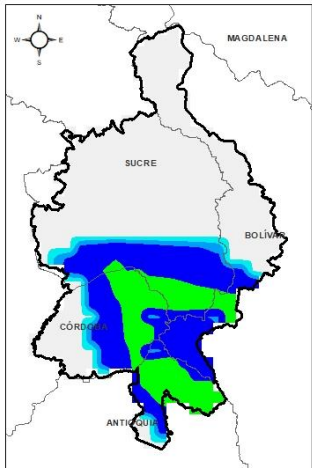 N
W E
S
MAGDALENA
SUCRE
BOLÍVAR
CÓRDOBA
ANTIOQUIA